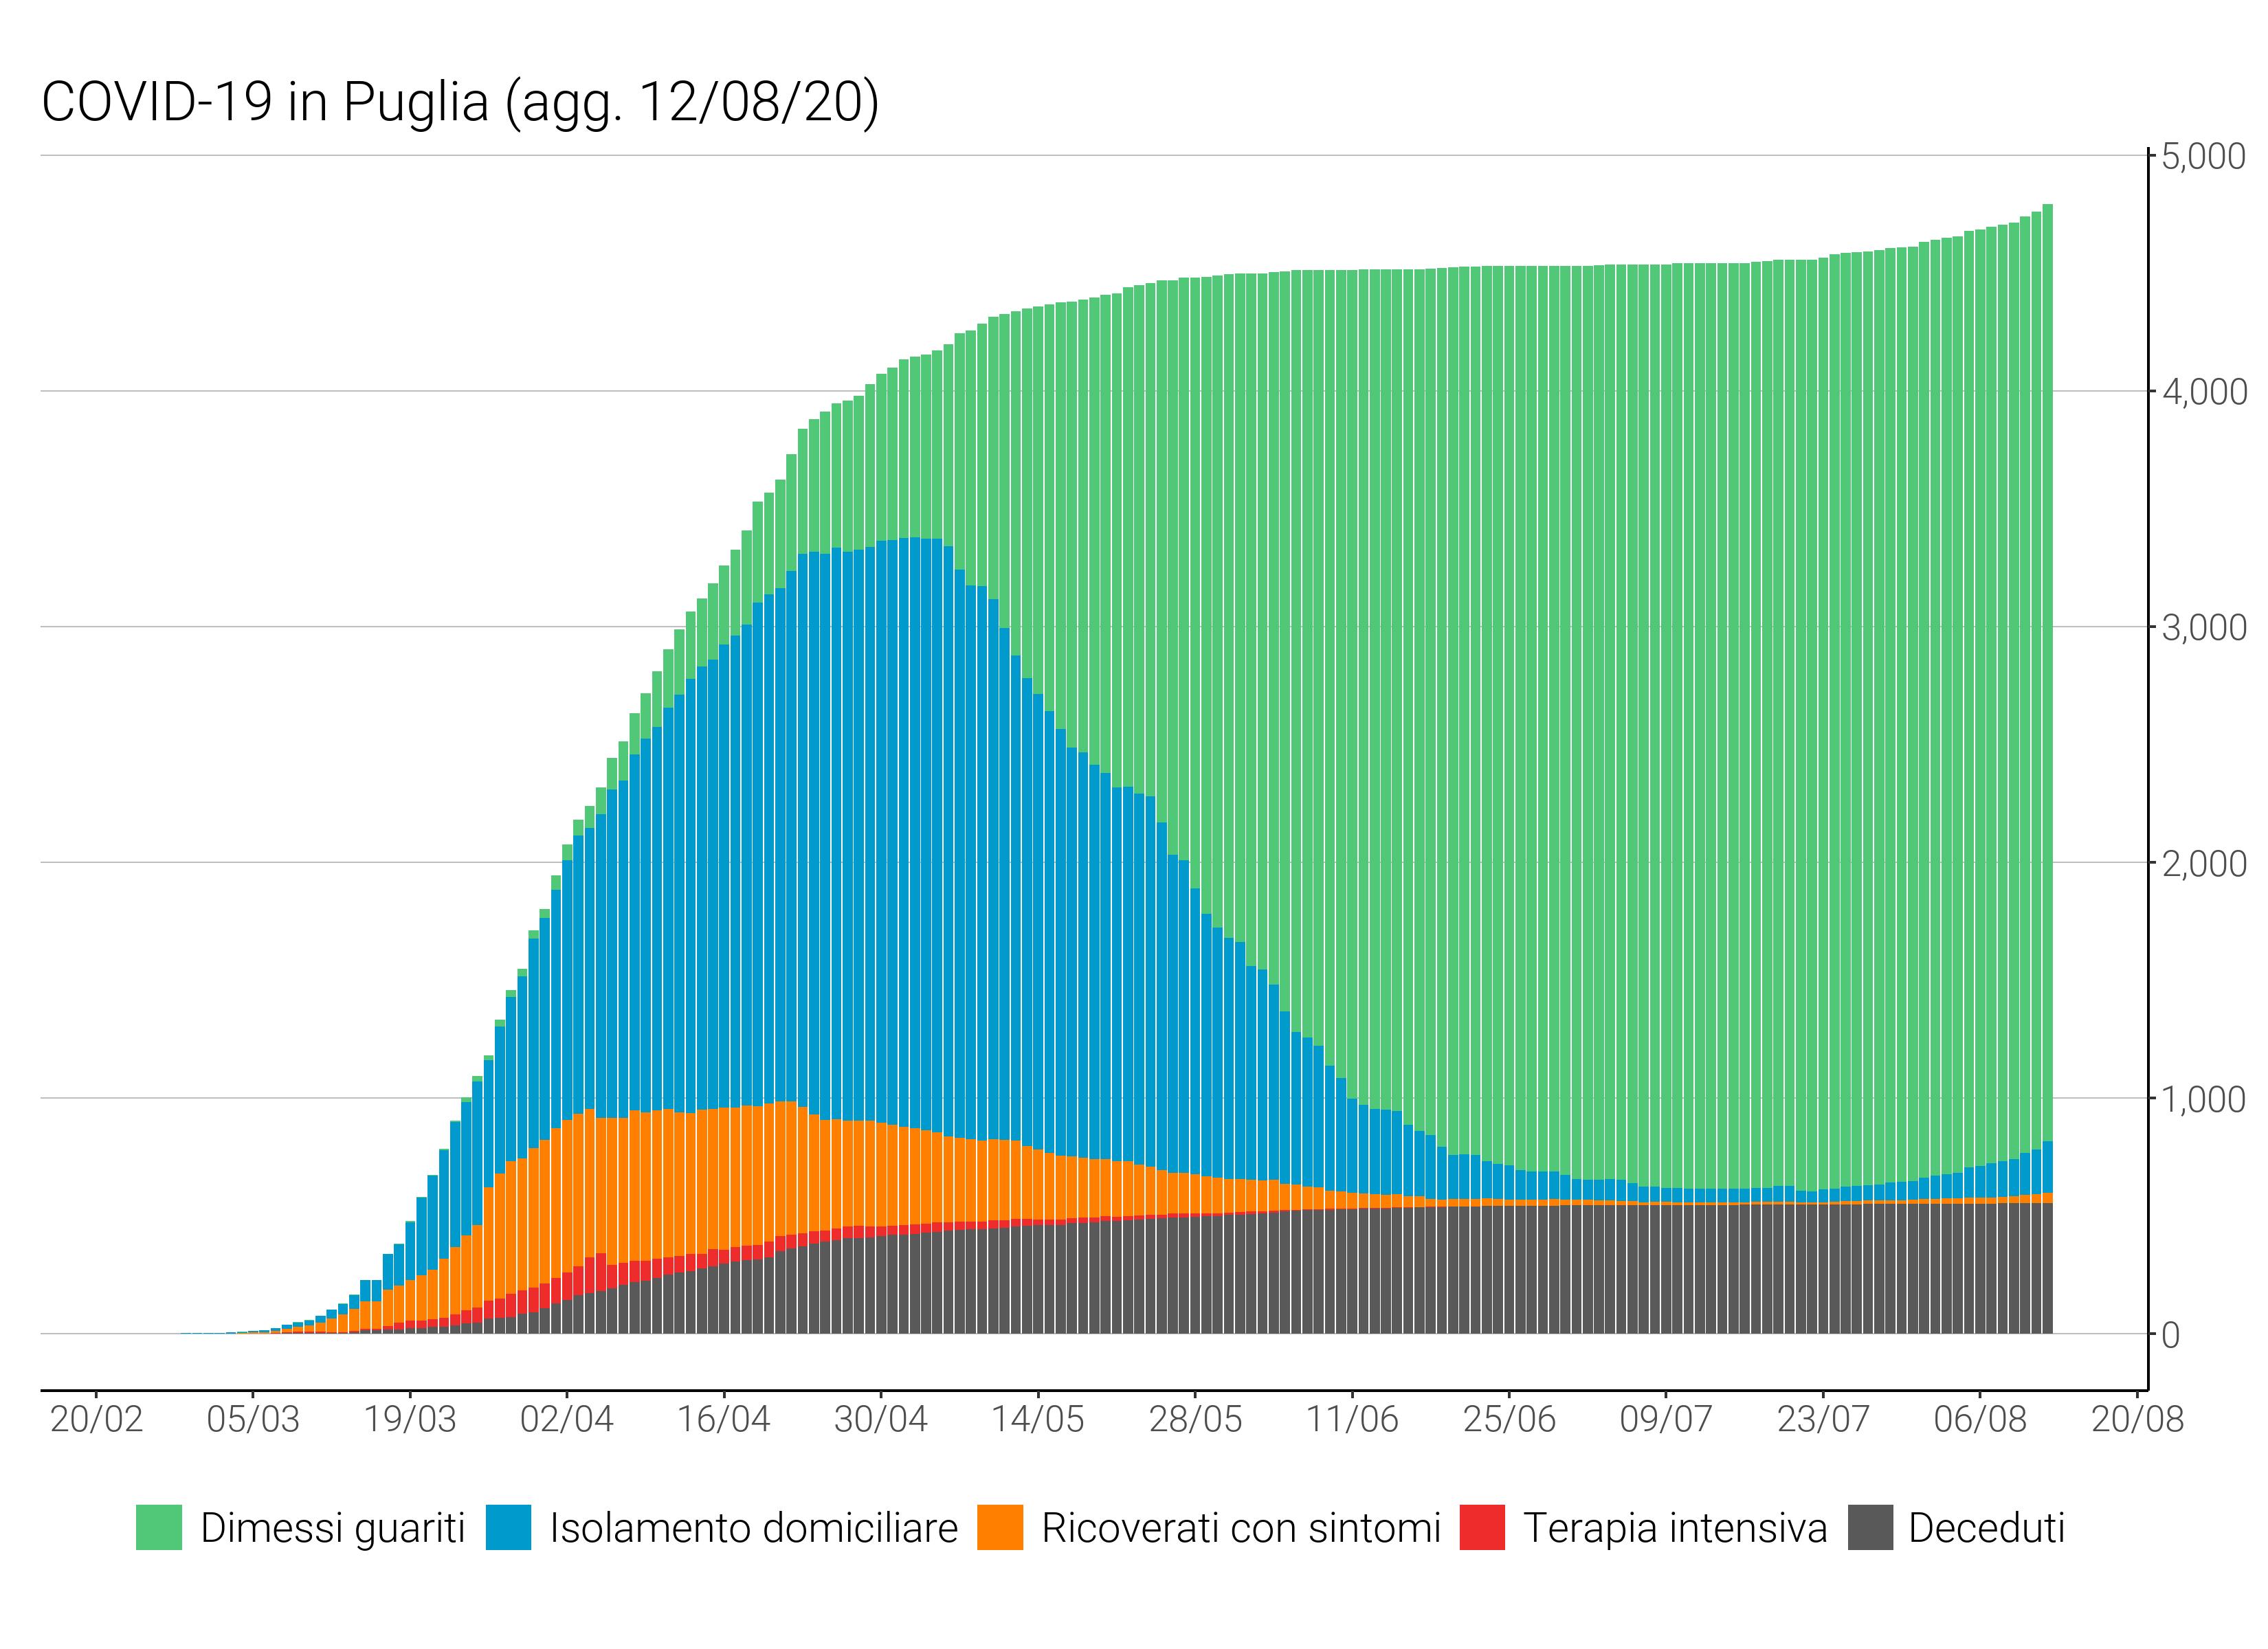 COVID-19 in Puglia (agg. 12/08/20)
5,000
4,000
3,000
2,000
1,000
0
20/02 05/03 19/03 02/04 16/04 30/04 14/05 28/05 11/06 25/06 09/07 23/07 06/08 20/08
Dimessi guariti Isolamento domiciliare Ricoverati con sintomi Terapia intensiva Deceduti